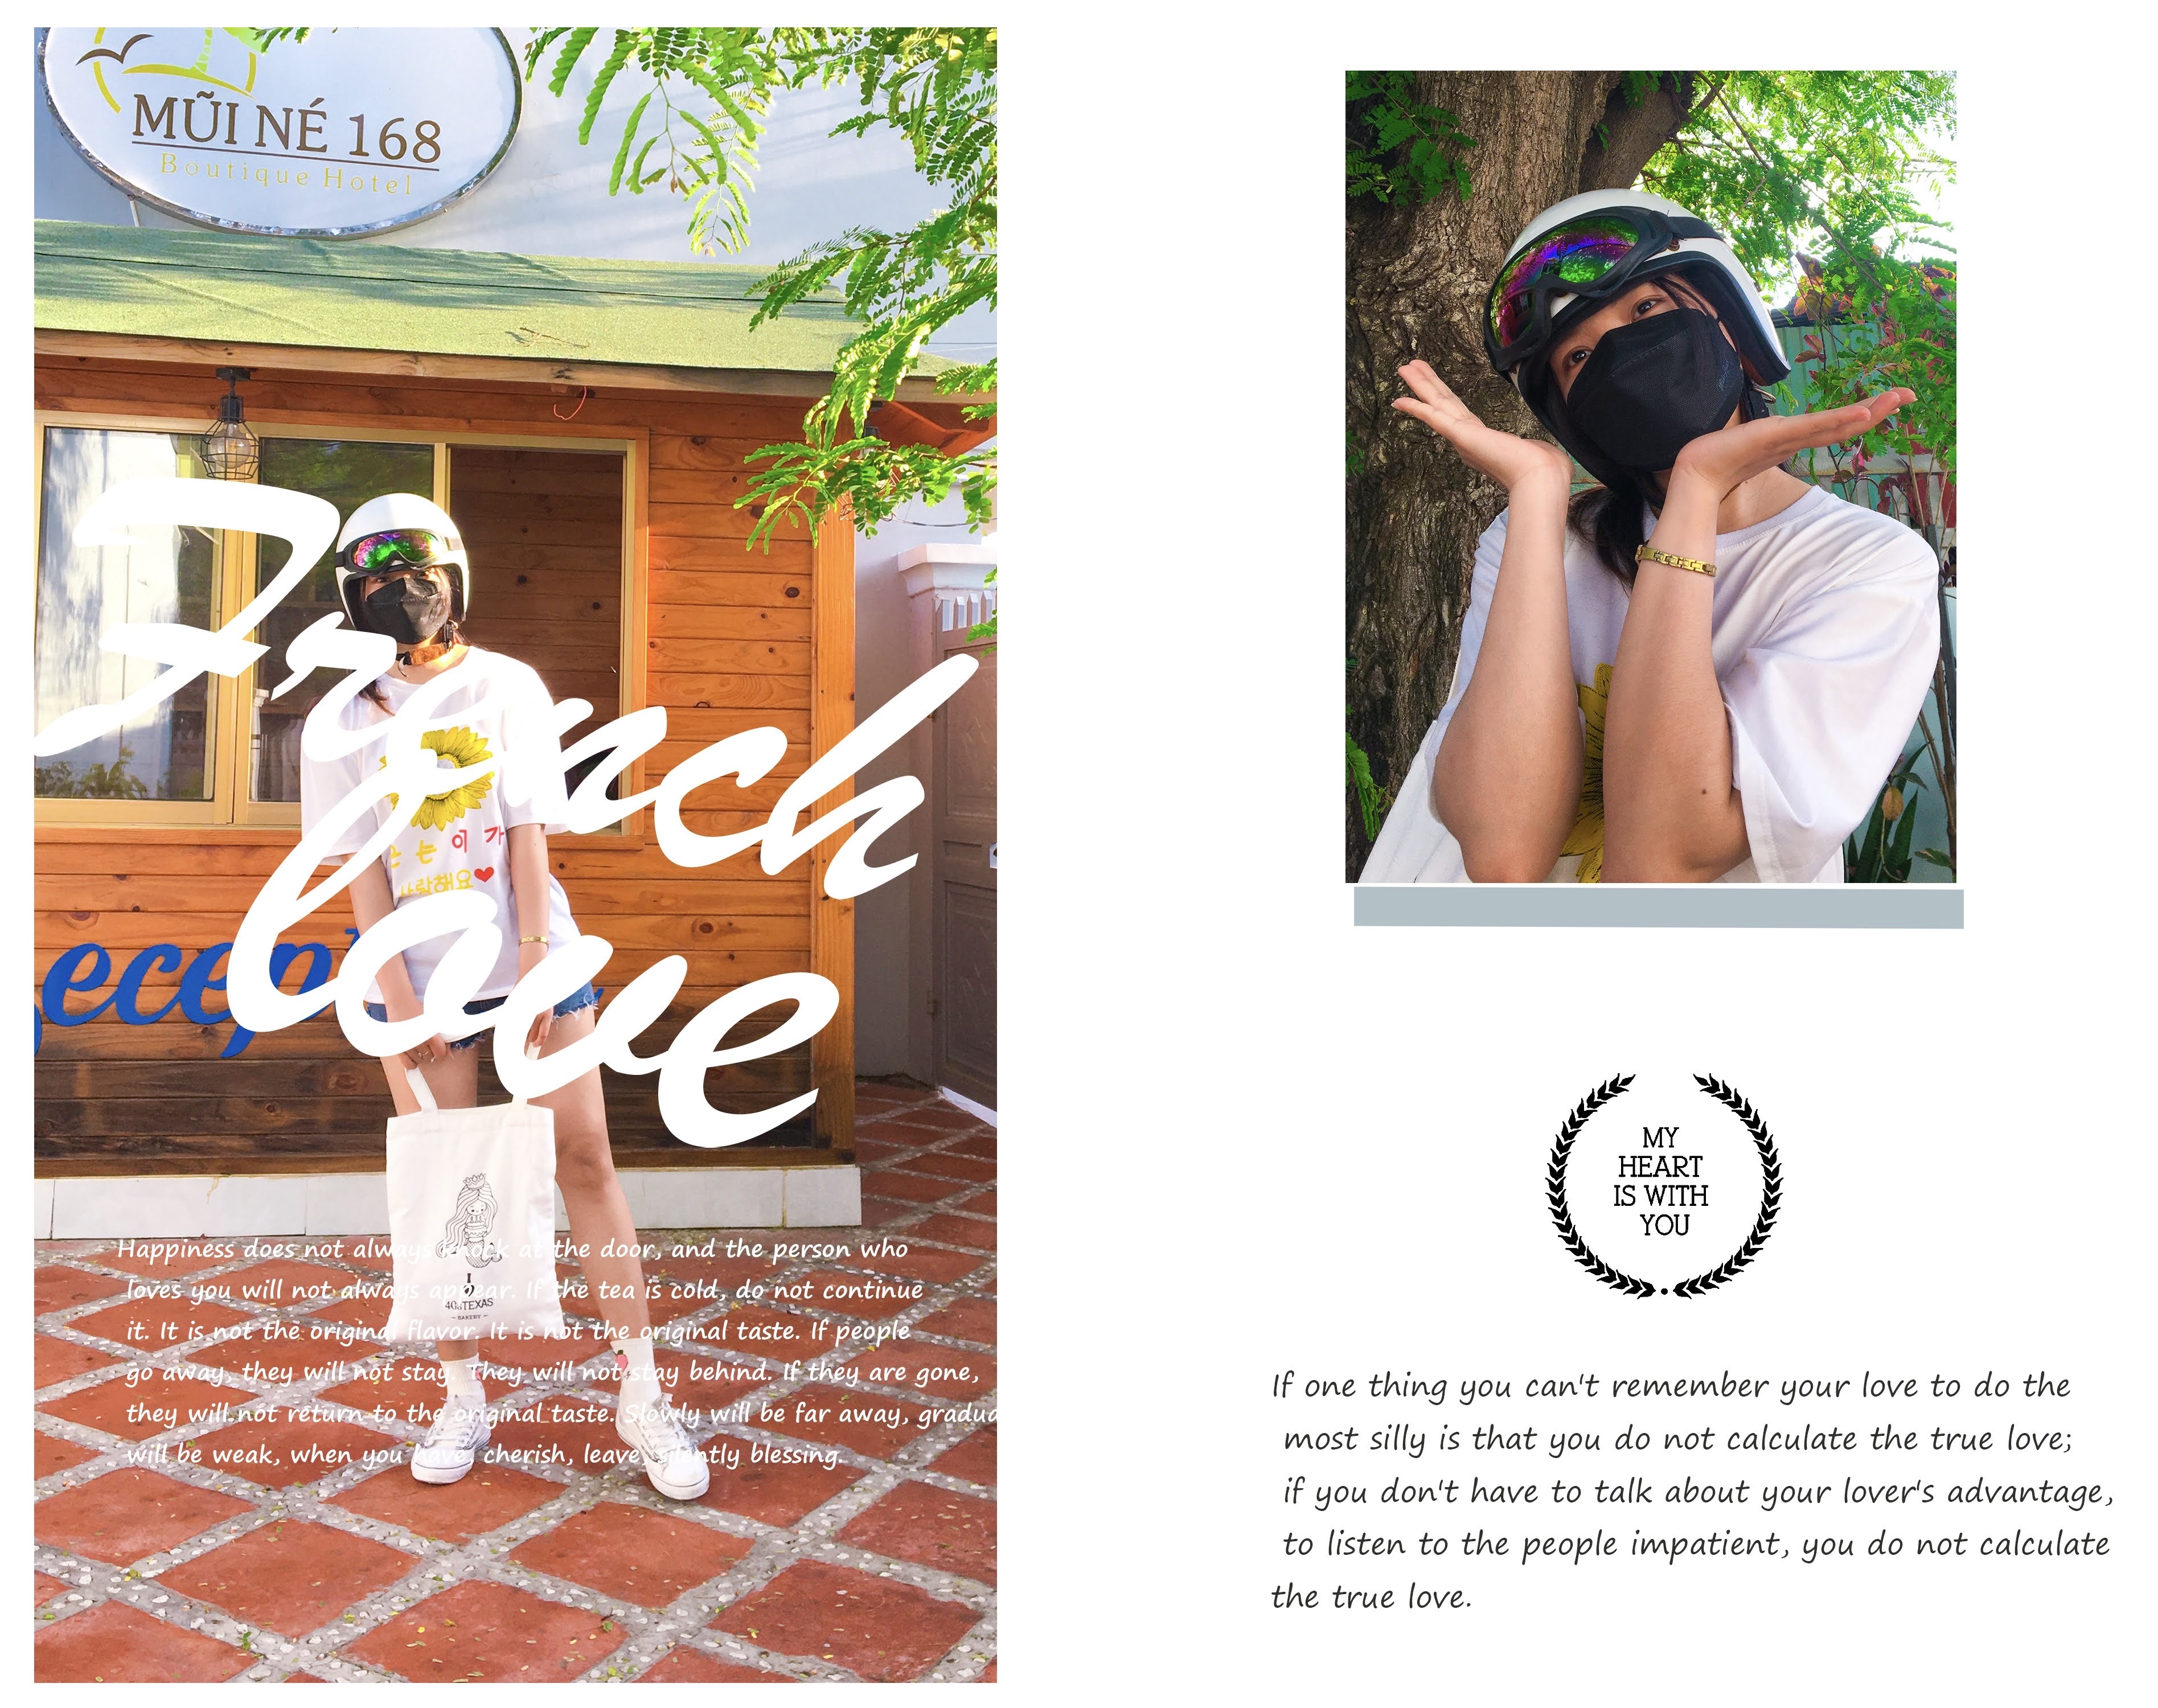 MŨI NÉ 168
Boutique Hotel
French
love
는 이 가
사랑해요
ecept
I
TEXAS
BAKERY
Happiness does not always knock at the door, and the person who
loves you will not always appear. If the tea is cold, do not continue
it. It is not the original flavor. It is not the original taste. If people
go away, they will not stay. They will not stay behind. If they are gone,
they will not return to the original taste. Slowly will be far away, gradua
will be weak, when you have, cherish, leave, silently blessing.
MY
HEART
IS WITH
YOU
If one thing you can't remember your love to do the
most silly is that you do not calculate the true love;
if you don't have to talk about your lover's advantage,
to listen to the people impatient, you do not calculate
the true love.